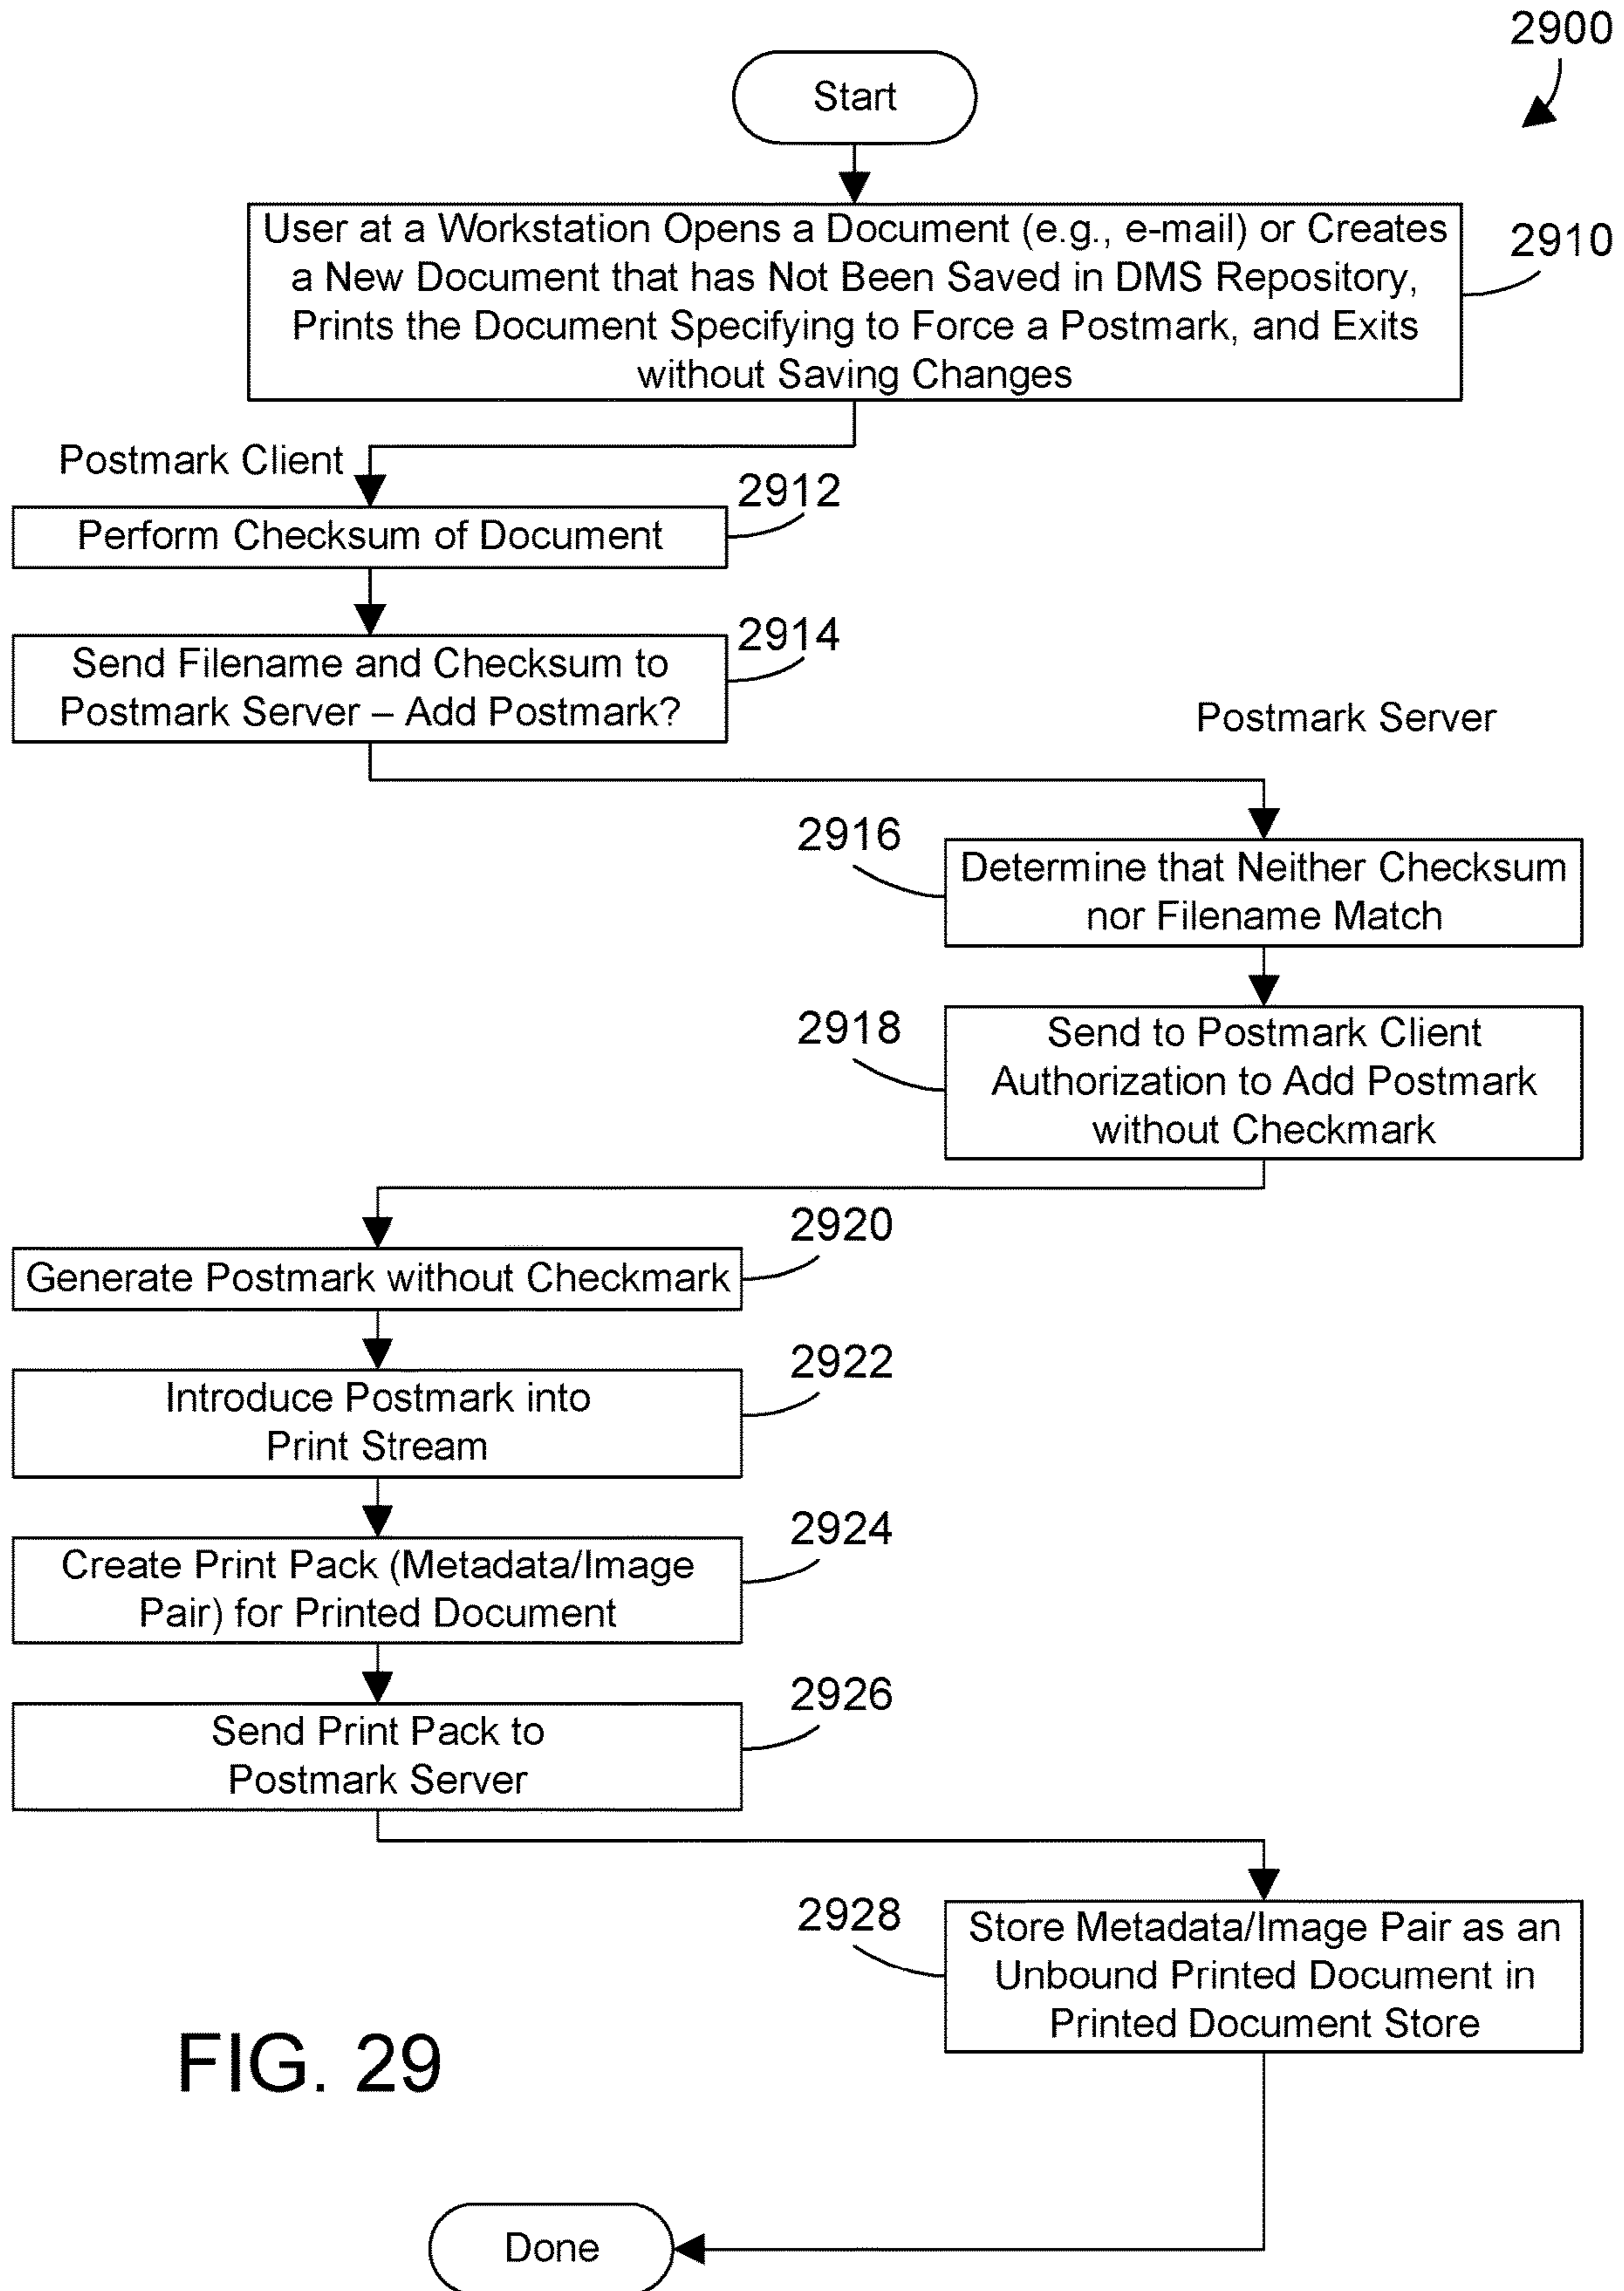 2900
Start
User at a Workstation Opens a Document (e.g., e-mail) or Creates
a New Document that has Not Been Saved in DMS Repository,
Prints the Document Specifying to Force a Postmark, and Exits
without Saving Changes
2910
Postmark Client
2912
Perform Checksum of Document
2914
Send Filename and Checksum to
Postmark Server – Add Postmark?
Postmark Server
2916
Determine that Neither Checksum
nor Filename Match
2918
Send to Postmark Client
Authorization to Add Postmark
without Checkmark
2920
Generate Postmark without Checkmark
2922
Introduce Postmark into
Print Stream
2924
Create Print Pack (Metadata/Image
Pair) for Printed Document
2926
Send Print Pack to
Postmark Server
2928
Store Metadata/Image Pair as an
Unbound Printed Document in
Printed Document Store
FIG. 29
Done